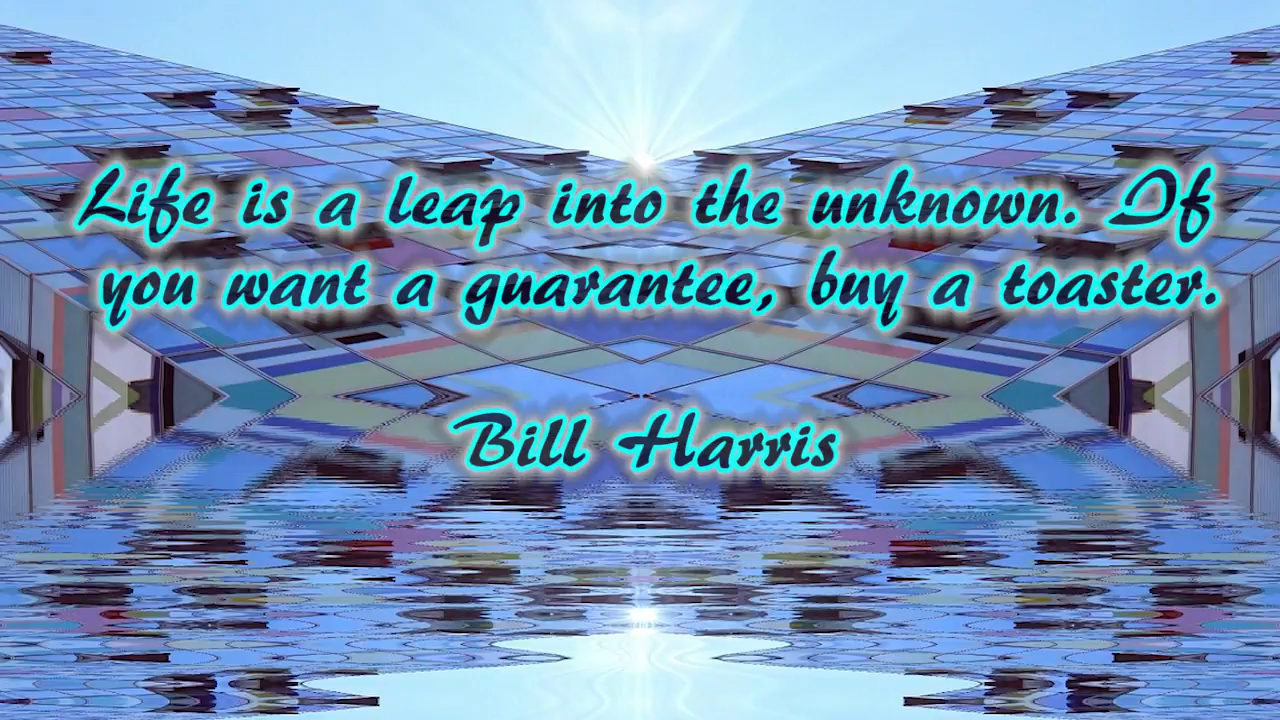 Life is a leap into the unknown. If
you want a guarantee, buy a toaster.
Bill Harris